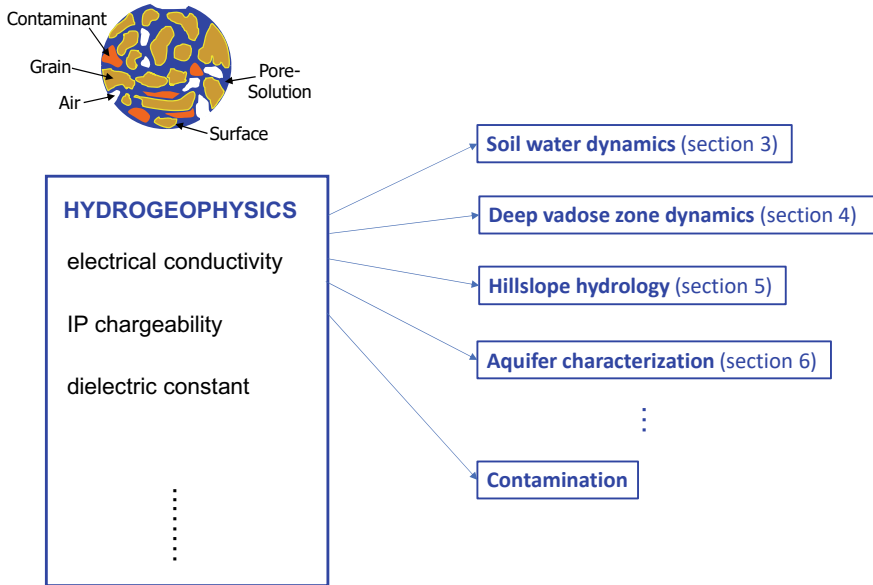 Contaminant
Grain
Air
Pore-
Solution
Surface
HYDROGEOPHYSICS
electrical conductivity
IP chargeability
dielectric constant
Soil water dynamics (section 3)
Deep vadose zone dynamics (section 4)
Hillslope hydrology (section 5)
Aquifer characterization (section 6)
Contamination